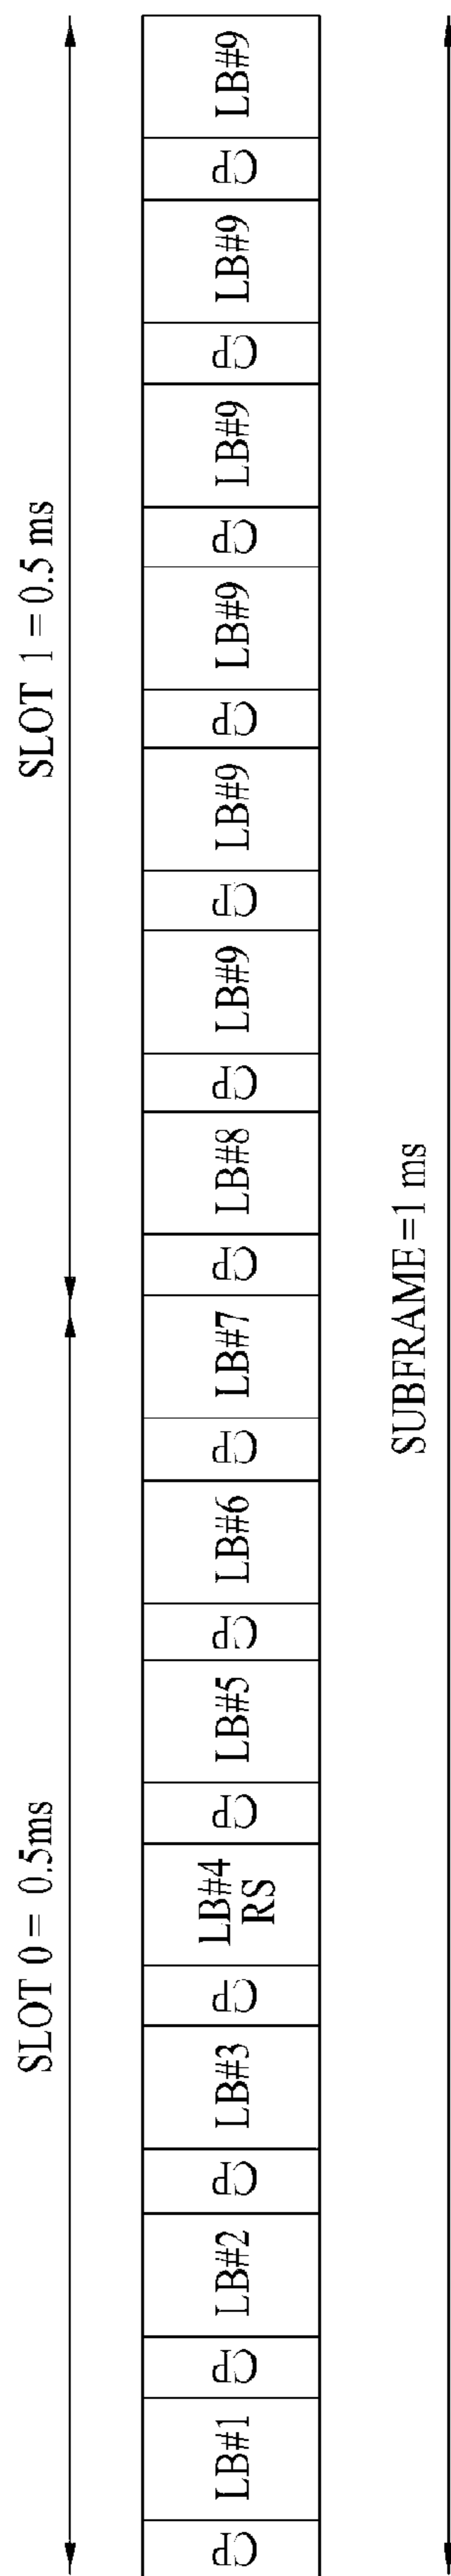 SLOT 0 = 0.5ms
SLOT 1 = 0.5 ms
CP
LB#1
CP
LB#2
CP
LB#3
CP
LB#4
RS
CP
LB#5
CP
LB#6
CP
LB#7
CP
LB#8
CP
LB#9
CP
LB#9
CP
LB#9
CP
LB#9
CP
LB#9
CP
LB#9
SUBFRAME =1 ms